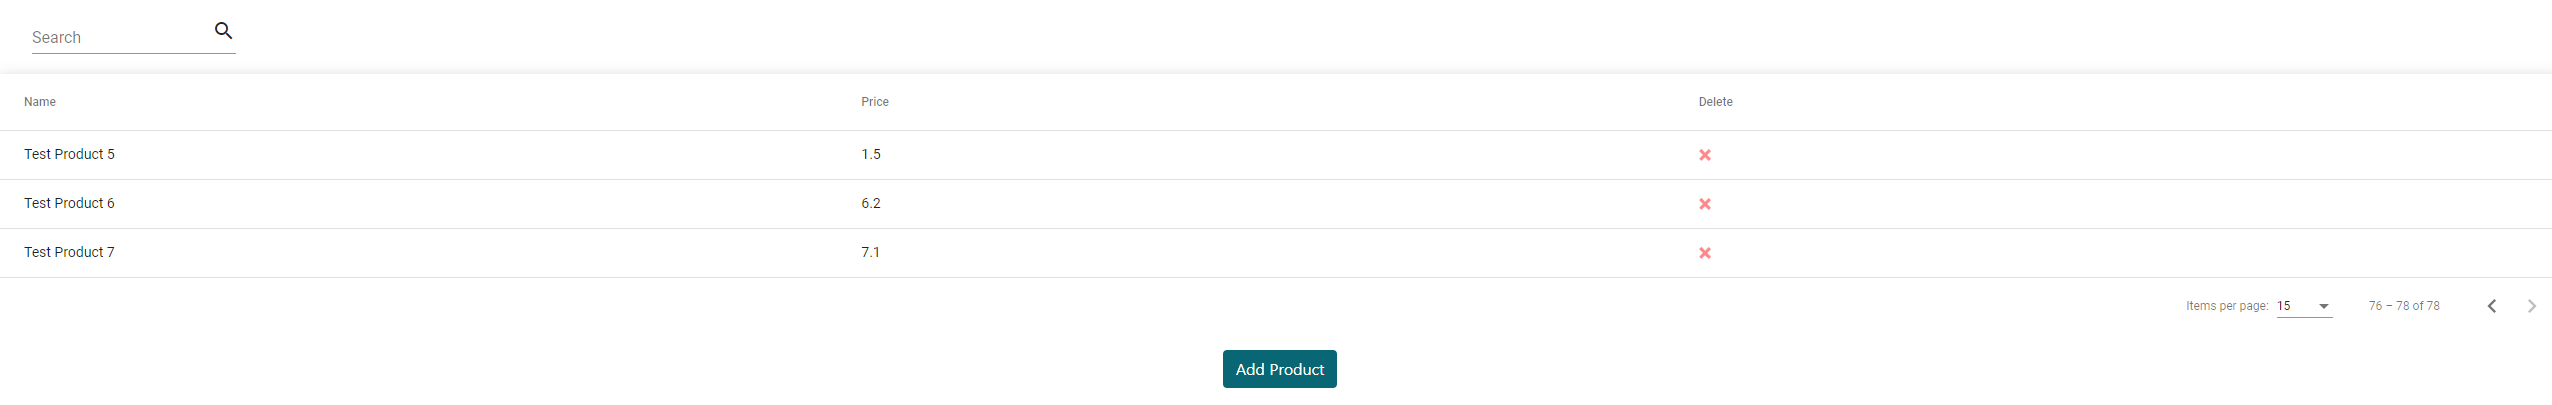 Search
Name Price Delete
Test Product 5 1.5
Test Product 6 6.2
Test Product 7 7.1
Items per page: 15 76 – 78 of 78
Add Product